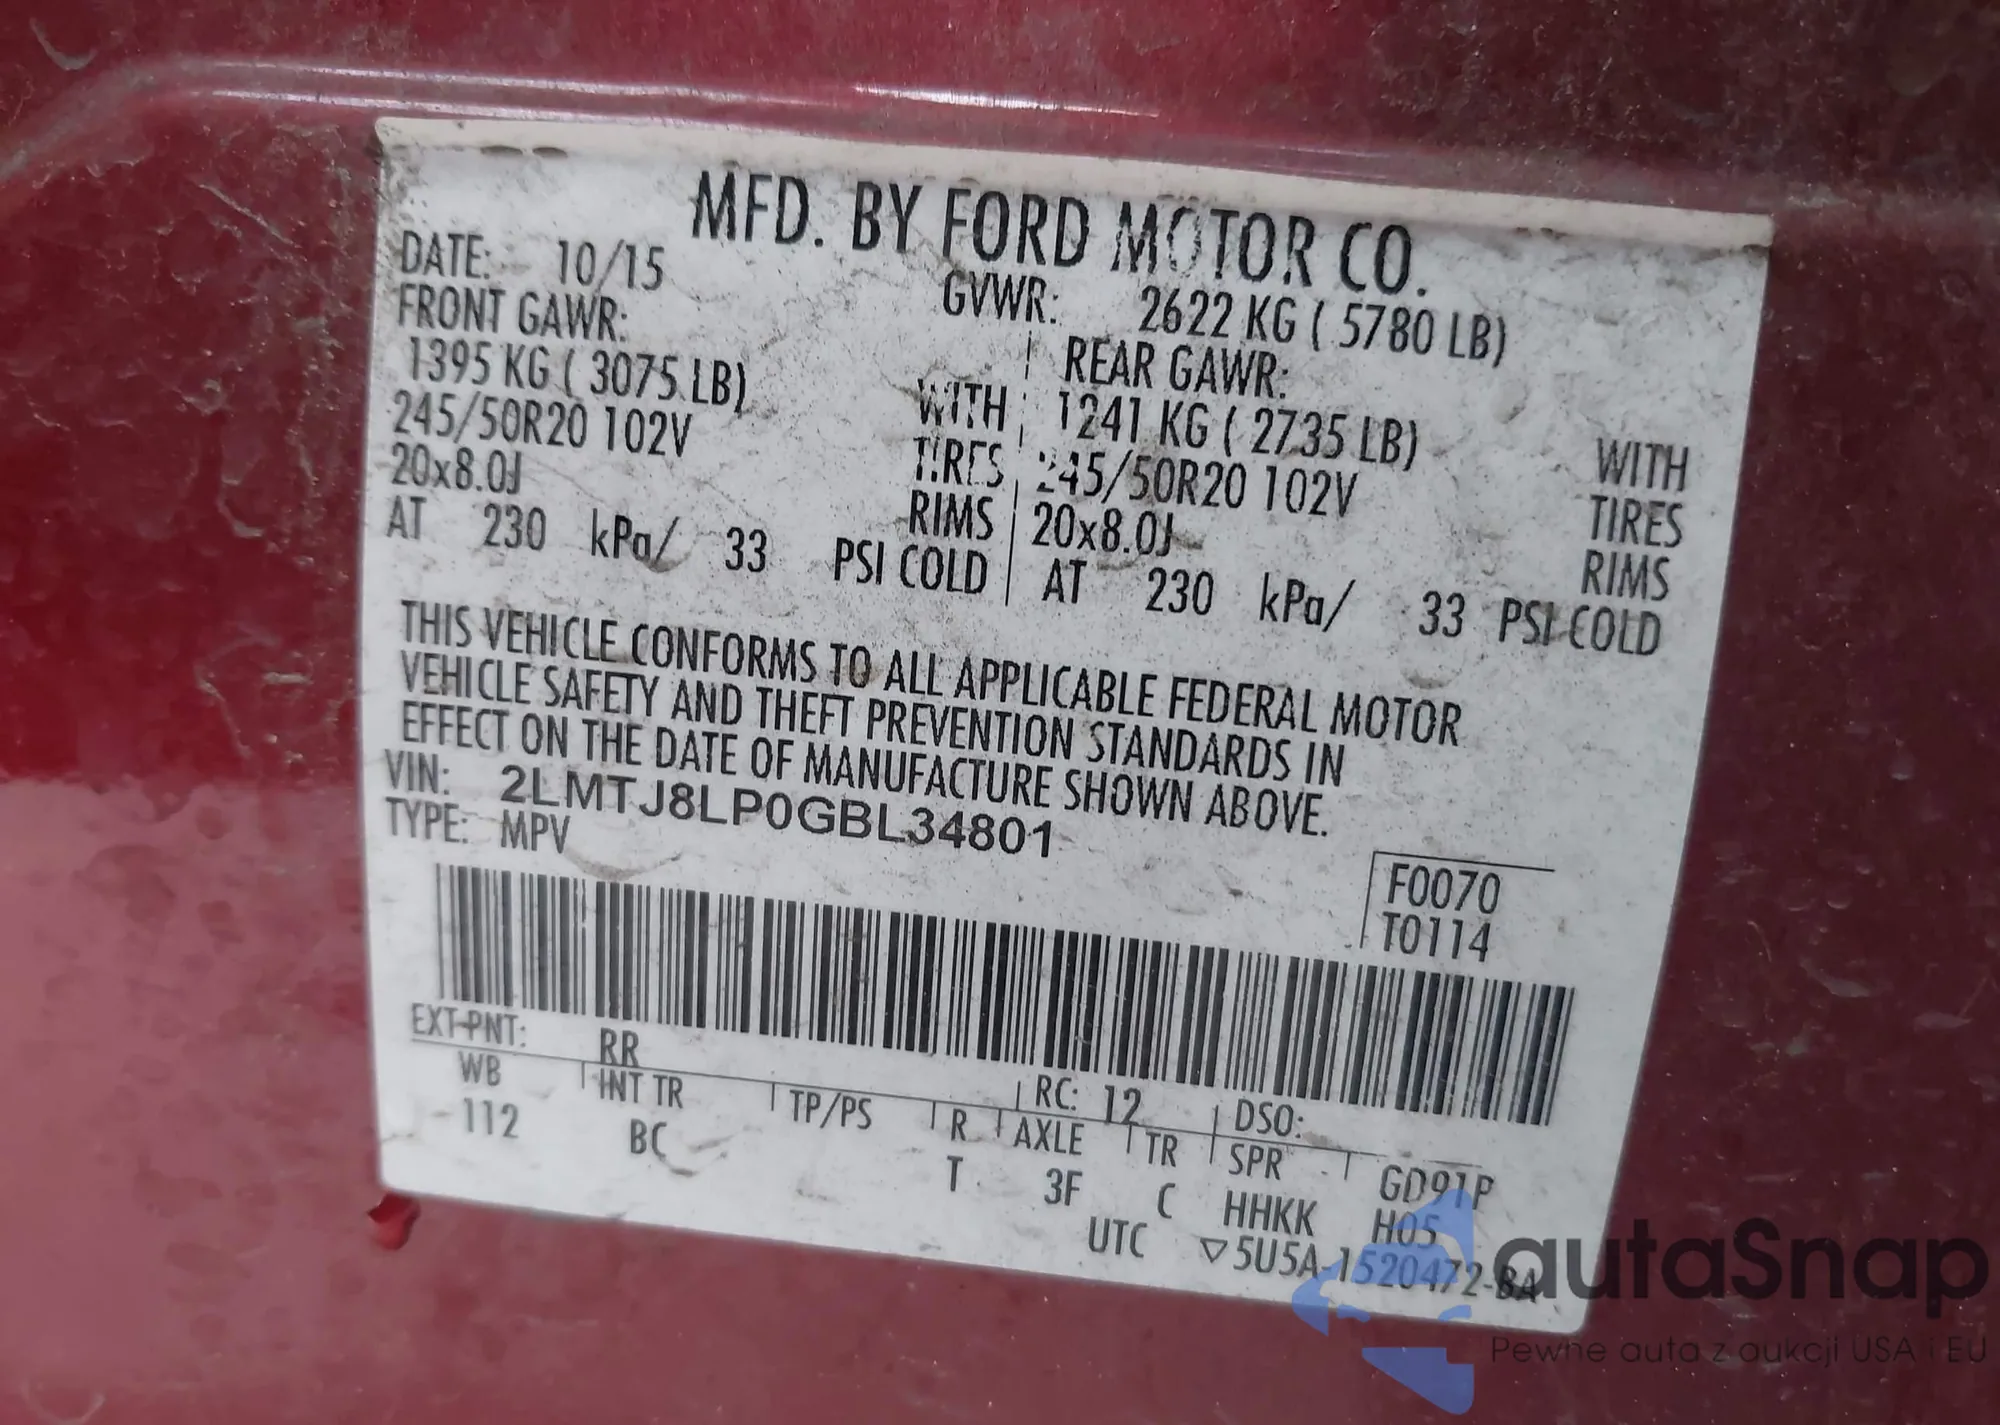 MFD. BY FORD MOTOR CO.
DATE: 10/15 GVWR: 2622 KG ( 5780 LB)
FRONT GAWR: REAR GAWR:
1395 KG ( 3075 LB) WITH 1241 KG ( 2735 LB) WITH
245/50R20 102V TIRES 245/50R20 102V TIRES
20x8.0J RIMS 20x8.0J RIMS
AT 230 kPa/ 33 PSI COLD AT 230 kPa/ 33 PSI COLD
THIS VEHICLE CONFORMS TO ALL APPLICABLE FEDERAL MOTOR
VEHICLE SAFETY AND THEFT PREVENTION STANDARDS IN
EFFECT ON THE DATE OF MANUFACTURE SHOWN ABOVE.
VIN: 2LMTJ8LP0GBL34801
TYPE: MPV
F0070
T0114
EXT PNT: RR RC: 12 DSO:
WB INT TR TP/PS R AXLE TR SPR GD91P
112 BC T 3F C HHKK H05
UTC ▽5U5A-1520472-BA
autaSnap
Pewne auta z aukcji USA i EU